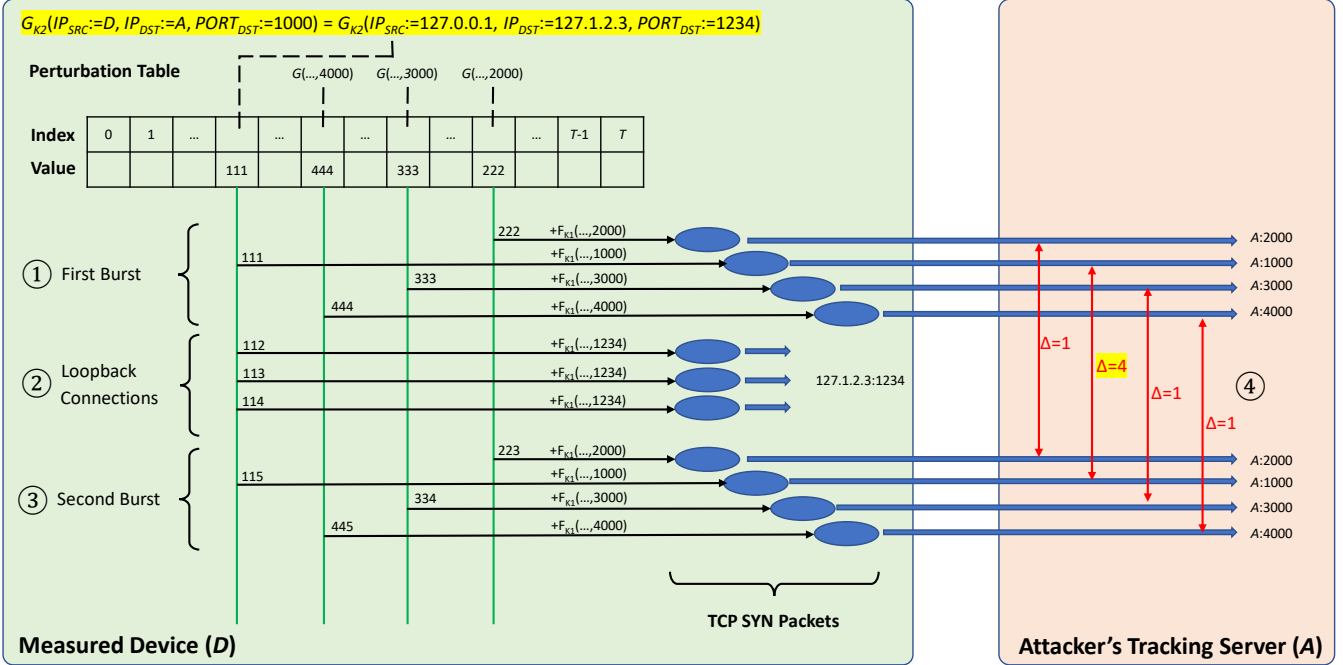 G_K2(IP_SRC:=D, IP_DST:=A, PORT_DST:=1000) = G_K2(IP_SRC:=127.0.0.1, IP_DST:=127.1.2.3, PORT_DST:=1234)
Perturbation Table
G(...,4000) G(...,3000) G(...,2000)
Index 0 1 ... ... ... ... ... T-1 T
Value 111 444 333 222
① First Burst
222 +F_K1(...,2000) A:2000
111 +F_K1(...,1000) A:1000
333 +F_K1(...,3000) A:3000
444 +F_K1(...,4000) A:4000
② Loopback
Connections
112 +F_K1(...,1234)
113 +F_K1(...,1234)
114 +F_K1(...,1234)
127.1.2.3:1234
Δ=1
Δ=4
Δ=1
Δ=1
④
③ Second Burst
223 +F_K1(...,2000) A:2000
115 +F_K1(...,1000) A:1000
334 +F_K1(...,3000) A:3000
445 +F_K1(...,4000) A:4000
TCP SYN Packets
Measured Device (D)
Attacker's Tracking Server (A)